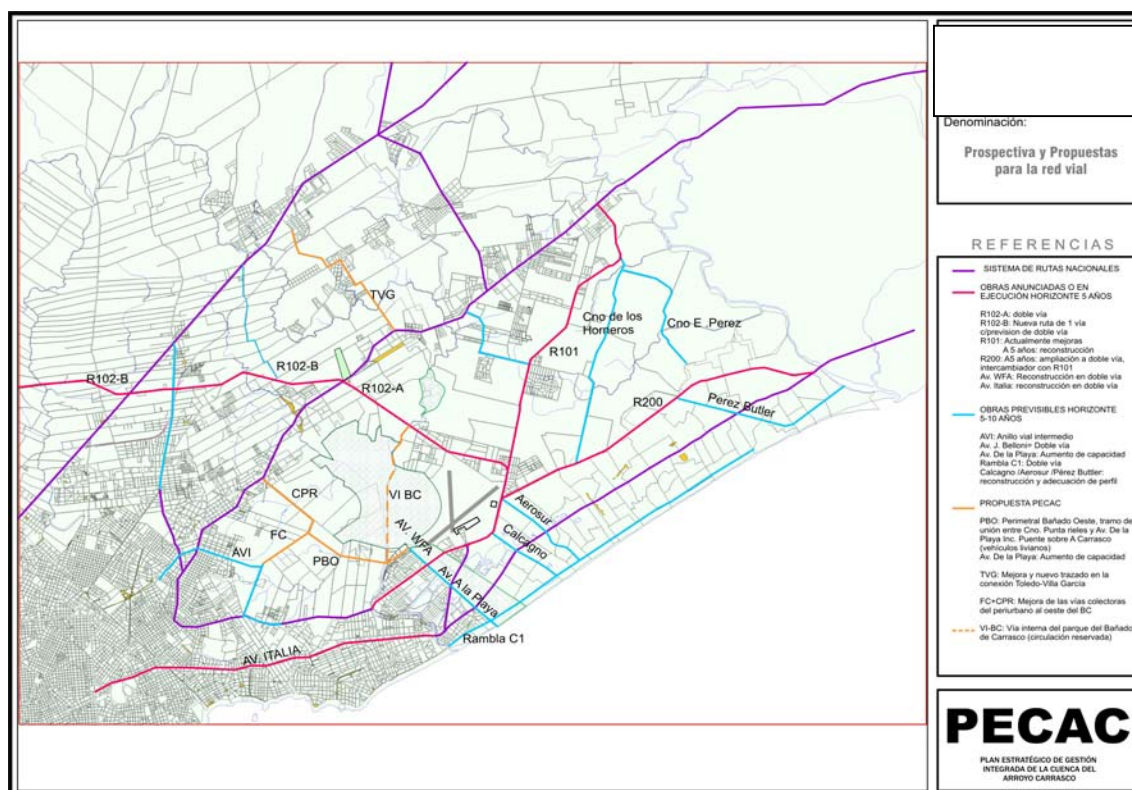 Denominación:
Prospectiva y Propuestas
para la red vial
REFERENCIAS
SISTEMA DE RUTAS NACIONALES
OBRAS ANUNCIADAS O EN
EJECUCIÓN HORIZONTE 5 AÑOS
R102-A: doble vía
R102-B: Nueva ruta de 1 vía
c/prevision de doble vía
R101: Actualmente mejoras
A 5 años: reconstrucción
R200: A5 años: ampliación a doble vía,
intercambiador con R101
Av. WFA: Reconstrucción en doble vía
Av. Italia: reconstrucción en doble vía
OBRAS PREVISIBLES HORIZONTE
5-10 AÑOS
AVI: Anillo vial intermedio
Av. J. Belloni= Doble vía
Av. De la Playa: Aumento de capacidad
Rambla C1: Doble vía
Calcagno /Aerosur /Pérez Buttler:
reconstrucción y adecuación de perfil
PROPUESTA PECAC
PBO: Perimetral Bañado Oeste, tramo de
unión entre Cno. Punta rieles y Av. De la
Playa Inc. Puente sobre A Carrasco
(vehículos livianos)
Av. De la Playa: Aumento de capacidad
TVG: Mejora y nuevo trazado en la
conexión Toledo-Villa García
FC+CPR: Mejora de las vías colectoras
del periurbano al oeste del BC
VI-BC: Vía interna del parque del Bañado
de Carrasco (circulación reservada)
PECAC
PLAN ESTRATÉGICO DE GESTIÓN
INTEGRADA DE LA CUENCA DEL
ARROYO CARRASCO
TVG
Cno de los
Horneros
Cno E .Perez
R101
R102-B
R102-B
R102-A
R200
Perez Butler
CPR
VI BC
Aerosur
FC
AV. WFA
Calcagno
AVI
PBO
Av. A la Playa
Rambla C1
AV. ITALIA